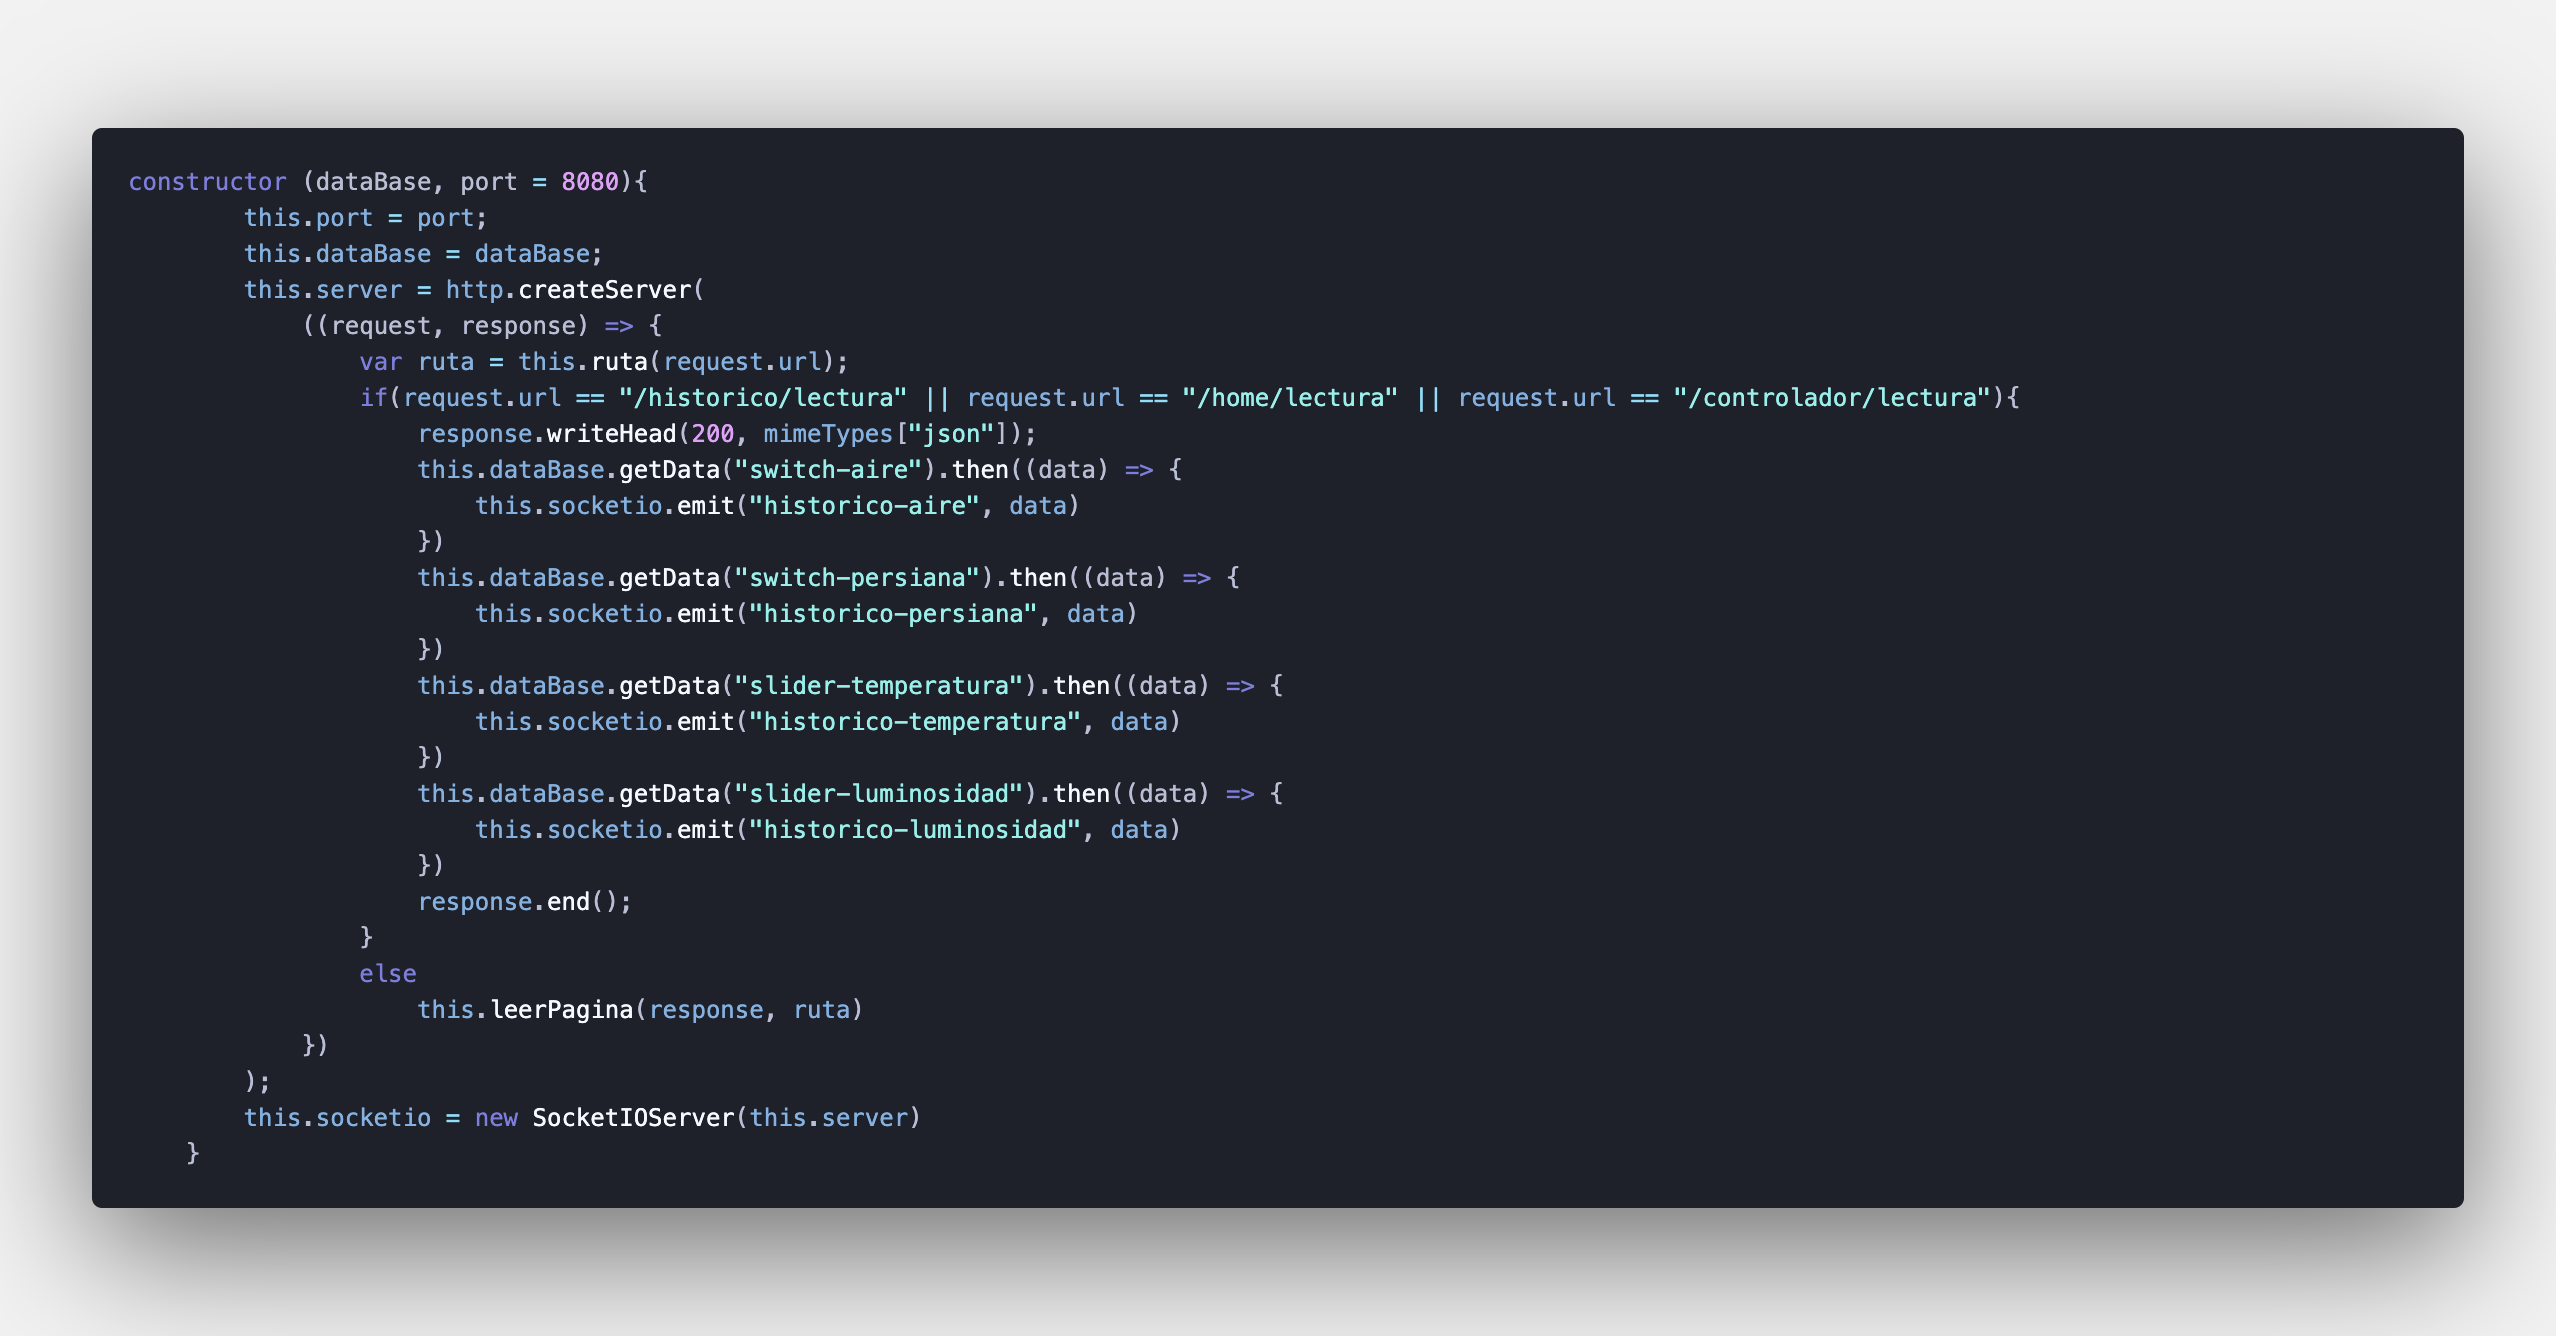 constructor (dataBase, port = 8080){
        this.port = port;
        this.dataBase = dataBase;
        this.server = http.createServer(
            ((request, response) => {
                var ruta = this.ruta(request.url);
                if(request.url == "/historico/lectura" || request.url == "/home/lectura" || request.url == "/controlador/lectura"){
                    response.writeHead(200, mimeTypes["json"]);
                    this.dataBase.getData("switch-aire").then((data) => {
                        this.socketio.emit("historico-aire", data)
                    })
                    this.dataBase.getData("switch-persiana").then((data) => {
                        this.socketio.emit("historico-persiana", data)
                    })
                    this.dataBase.getData("slider-temperatura").then((data) => {
                        this.socketio.emit("historico-temperatura", data)
                    })
                    this.dataBase.getData("slider-luminosidad").then((data) => {
                        this.socketio.emit("historico-luminosidad", data)
                    })
                    response.end();
                }
                else
                    this.leerPagina(response, ruta)
            })
        );
        this.socketio = new SocketIOServer(this.server)
    }